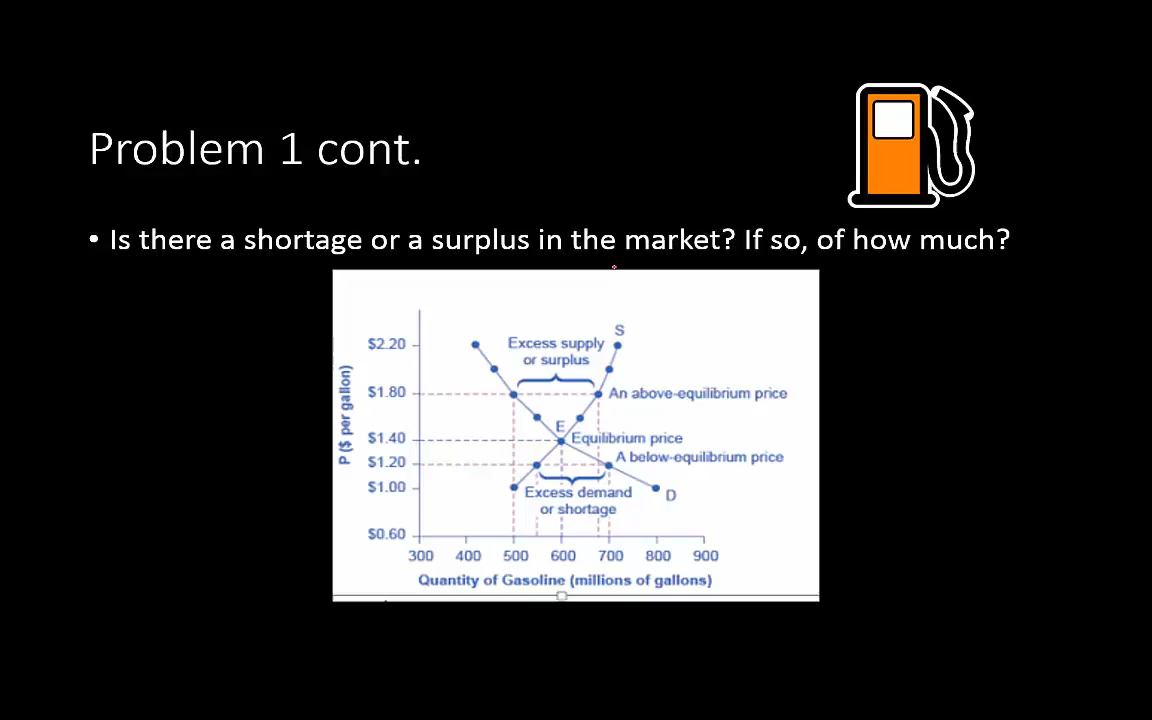 Problem 1 cont.
• Is there a shortage or a surplus in the market? If so, of how much?
S
$2.20
Excess supply
or surplus
$1.80
An above-equilibrium price
E
$1.40
Equilibrium price
A below-equilibrium price
$1.20
$1.00
Excess demand
or shortage
D
$0.60
P ($ per gallon)
300 400 500 600 700 800 900
Quantity of Gasoline (millions of gallons)